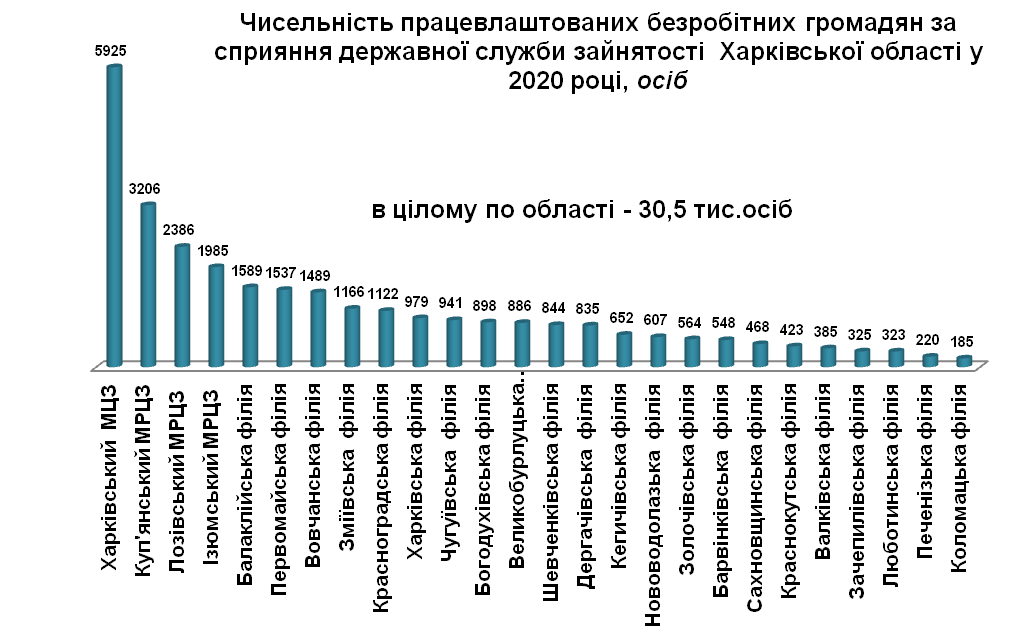 Чисельність працевлаштованих безробітних громадян за
сприяння державної служби зайнятості Харківської області у
2020 році, осіб
в цілому по області - 30,5 тис.осіб
5925
3206
2386
1985
1589
1537
1489
1166
1122
979
941
898
886
844
835
652
607
564
548
468
423
385
325
323
220
185
Харківський МЦЗ
Куп'янський МРЦЗ
Лозівський МРЦЗ
Ізюмський МРЦЗ
Балаклійська філія
Первомайська філія
Вовчанська філія
Зміївська філія
Красноградська філія
Харківська філія
Чугуївська філія
Богодухівська філія
Великобурлуцька...
Шевченківська філія
Дергачівська філія
Кегичівська філія
Нововодолазька філія
Золочівська філія
Барвінківська філія
Сахновщинська філія
Краснокутська філія
Валківська філія
Зачепилівська філія
Люботинська філія
Печенізька філія
Коломацька філія